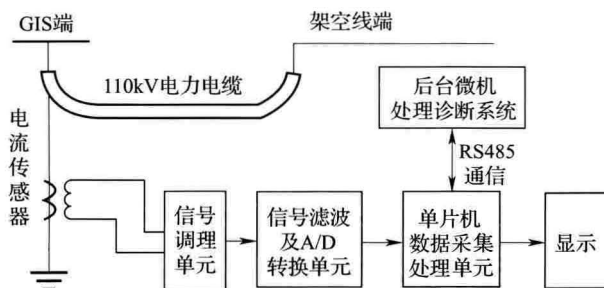 GIS端
架空线端
110kV电力电缆
电流传感器
后台微机
处理诊断系统
RS485
通信
信号
调理
单元
信号滤波
及A/D
转换单元
单片机
数据采集
处理单元
显示